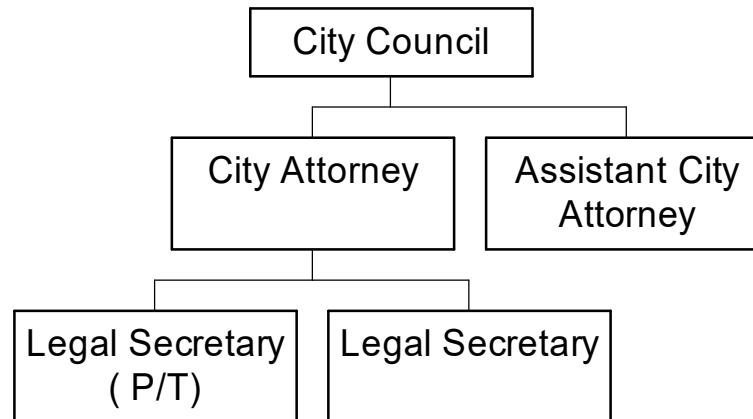 City Council
City Attorney
Assistant City
Attorney
Legal Secretary
( P/T)
Legal Secretary